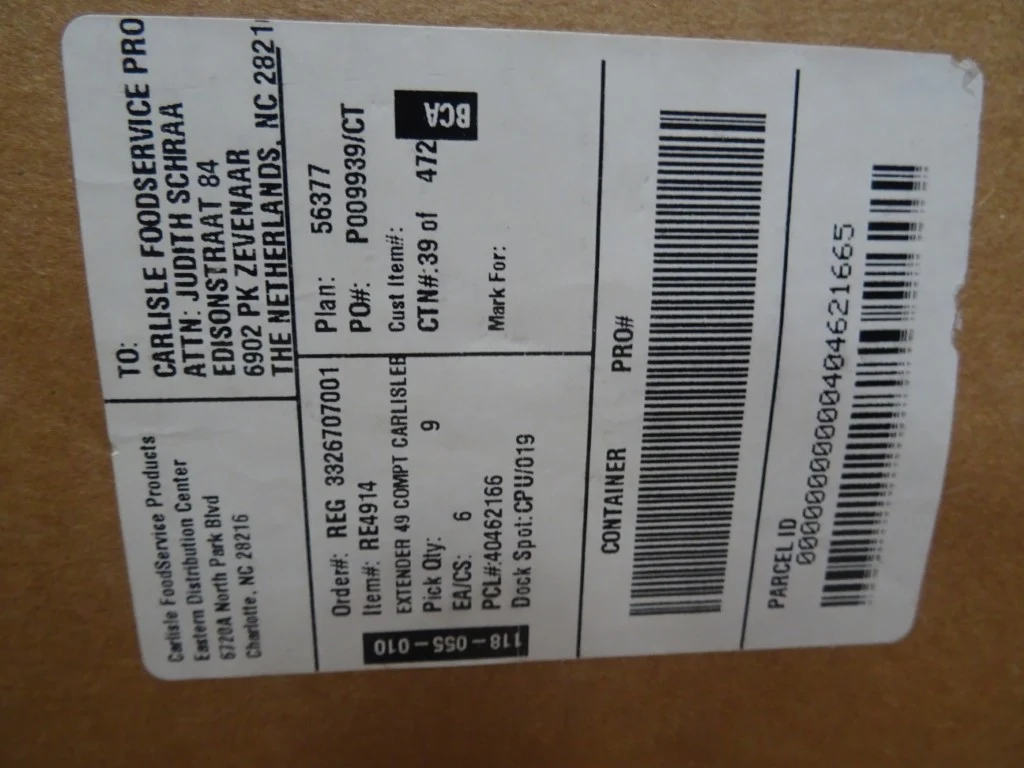 Carlisle FoodService Products
Eastern Distribution Center
6720A North Park Blvd
Charlotte, NC 28216
TO:
CARLISLE FOODSERVICE PRO
ATTN: JUDITH SCHRAA
EDISONSTRAAT 84
6902 PK ZEVENAAR
THE NETHERLANDS, NC 2821
Order#: REG 3326707001
Item#: RE4914
EXTENDER 49 COMPT CARLISLEB
Pick Qty: 9
EA/CS: 6
PCL#:40462166
Dock Spot:CPU/019
118-055-010
Plan: 56377
PO#: P009939/CT
Cust Item#:
CTN#:39 of 472
BCA
Mark For:
CONTAINER PRO#
PARCEL ID